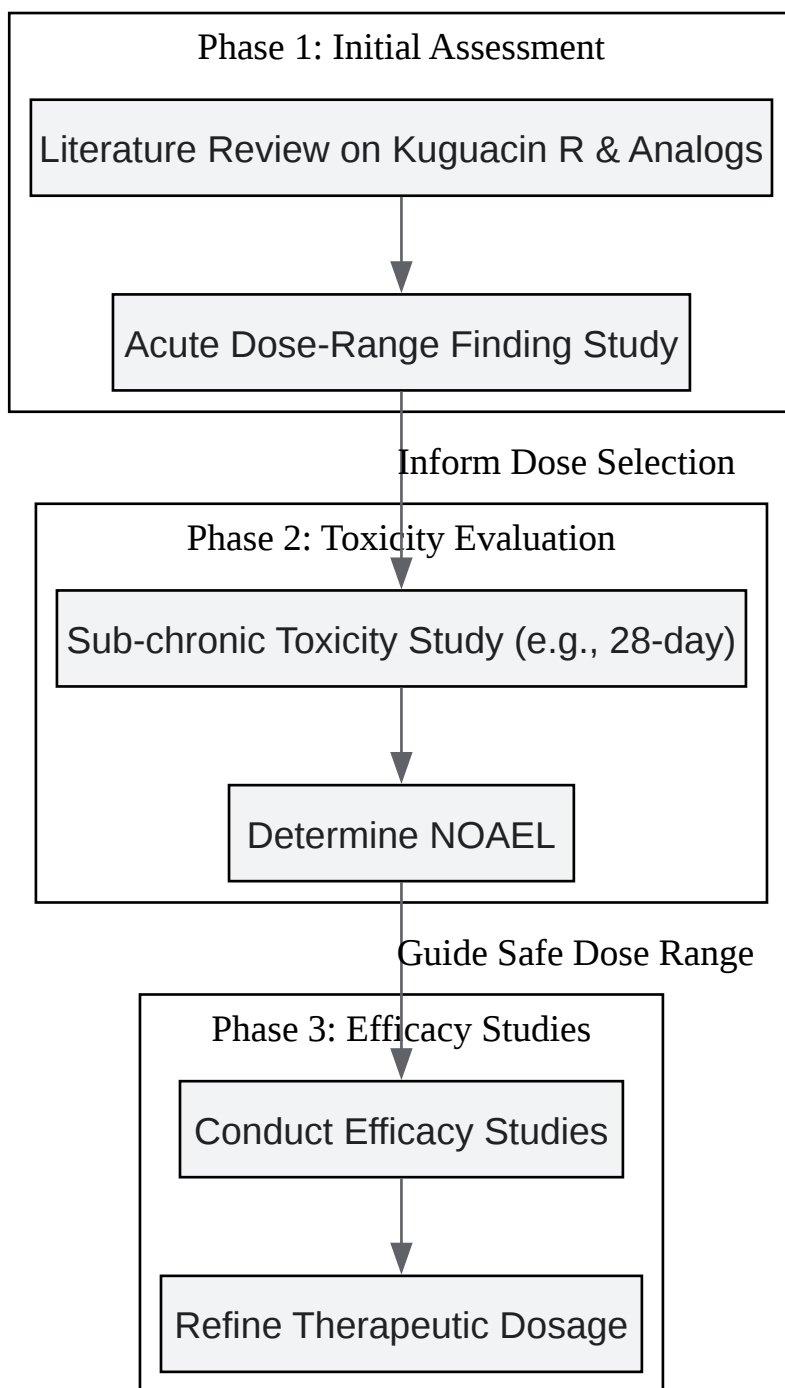 Phase 1: Initial Assessment
Literature Review on Kuguacin R & Analogs
Acute Dose-Range Finding Study
Inform Dose Selection
Phase 2: Toxicity Evaluation
Sub-chronic Toxicity Study (e.g., 28-day)
Determine NOAEL
Guide Safe Dose Range
Phase 3: Efficacy Studies
Conduct Efficacy Studies
Refine Therapeutic Dosage